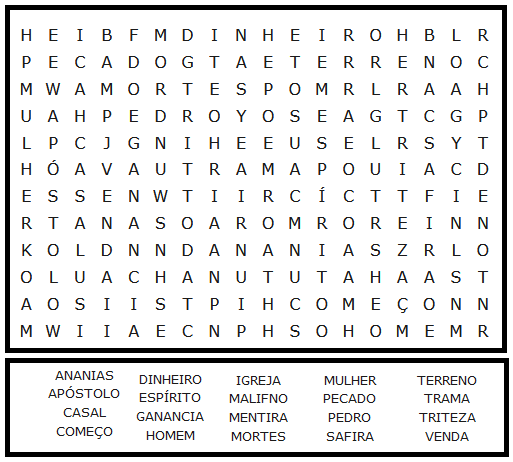 H E I B F M D I N H E I R O H B L R
P E C A D O G T A E T E R R E N O C
M W A M O R T E S P O M R L R A A H
U A H P E D R O Y O S E A G T C G P
L P C J G N I H E E U S E L R S Y T
H Ó A V A U T R A M A P O U I A C D
E S S E N W T I I R C Í C T T F I E
R T A N A S O A R O M R O R E I N N
K O L D N N D A N A N I A S Z R L O
O L U A C H A N U T U T A H A A S T
A O S I I S T P I H C O M E Ç O N N
M W I I A E C N P H S O H O M E M R
ANANIAS DINHEIRO IGREJA MULHER TERRENO
APÓSTOLO ESPÍRITO MALIFNO PECADO TRAMA
CASAL GANANCIA MENTIRA PEDRO TRITEZA
COMEÇO HOMEM MORTES SAFIRA VENDA